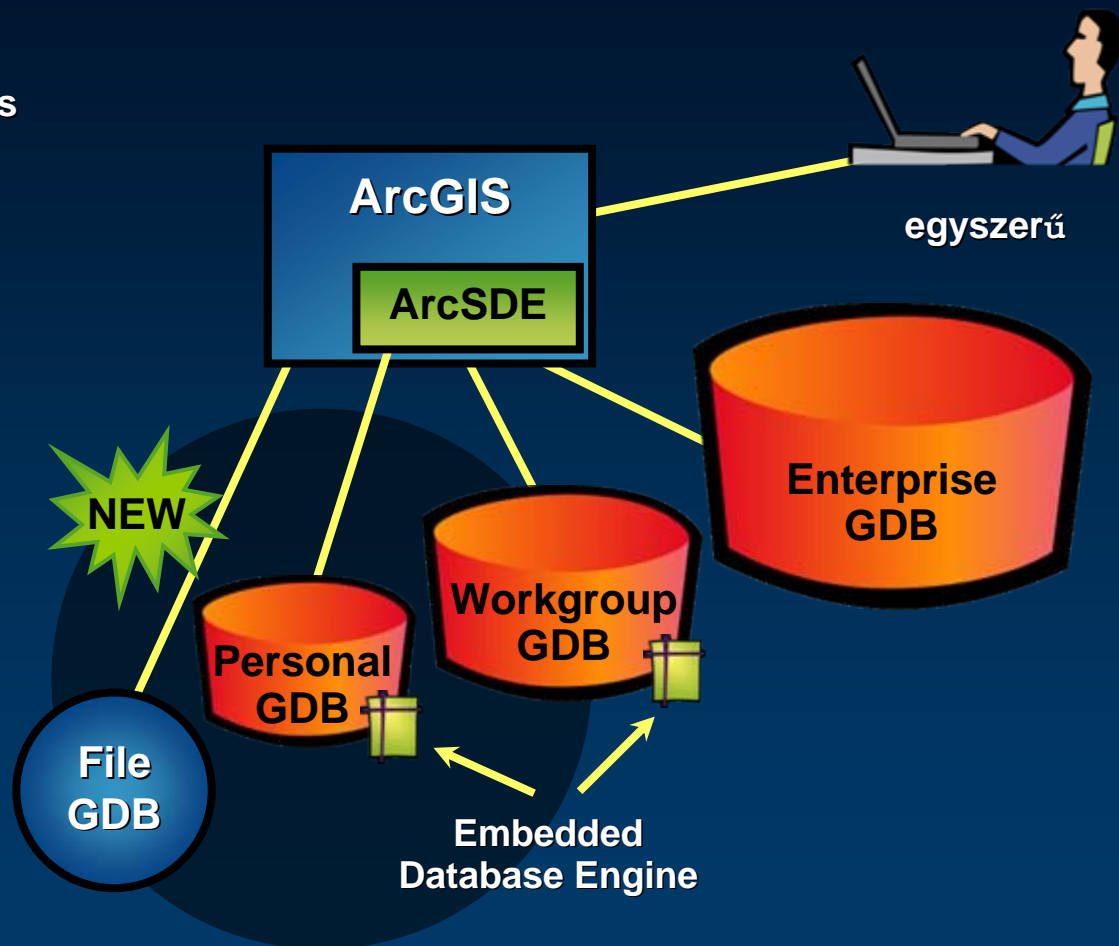 s
ArcGIS
egyszerű
ArcSDE
Enterprise
GDB
NEW
Workgroup
GDB
Personal
GDB
File
GDB
Embedded
Database Engine